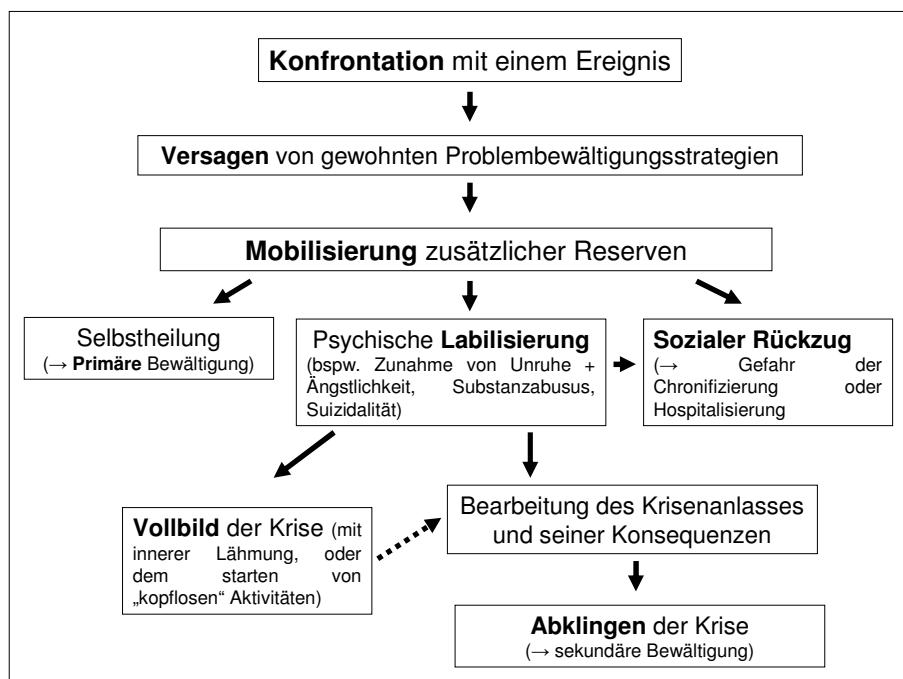 Konfrontation mit einem Ereignis
Versagen von gewohnten Problembewältigungsstrategien
Mobilisierung zusätzlicher Reserven
Selbstheilung
(→ Primäre Bewältigung)
Psychische Labilisierung
(bspw. Zunahme von Unruhe +
Ängstlichkeit, Substanzabusus,
Suizidalität)
Sozialer Rückzug
(→ Gefahr der
Chronifizierung oder
Hospitalisierung
Vollbild der Krise (mit
innerer Lähmung, oder
dem starten von
„kopflosen“ Aktivitäten)
Bearbeitung des Krisenanlasses
und seiner Konsequenzen
Abklingen der Krise
(→ sekundäre Bewältigung)